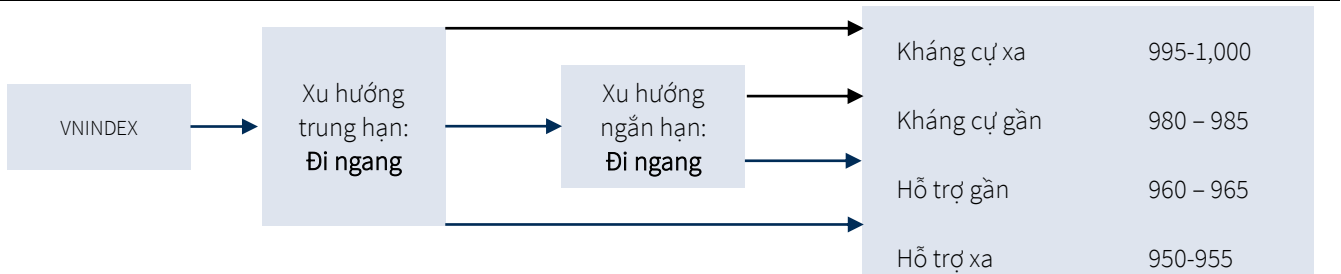 VNINDEX
Xu hướng
trung hạn:
Đi ngang
Xu hướng
ngắn hạn:
Đi ngang
Kháng cự xa 995-1,000
Kháng cự gần 980 – 985
Hỗ trợ gần 960 – 965
Hỗ trợ xa 950-955